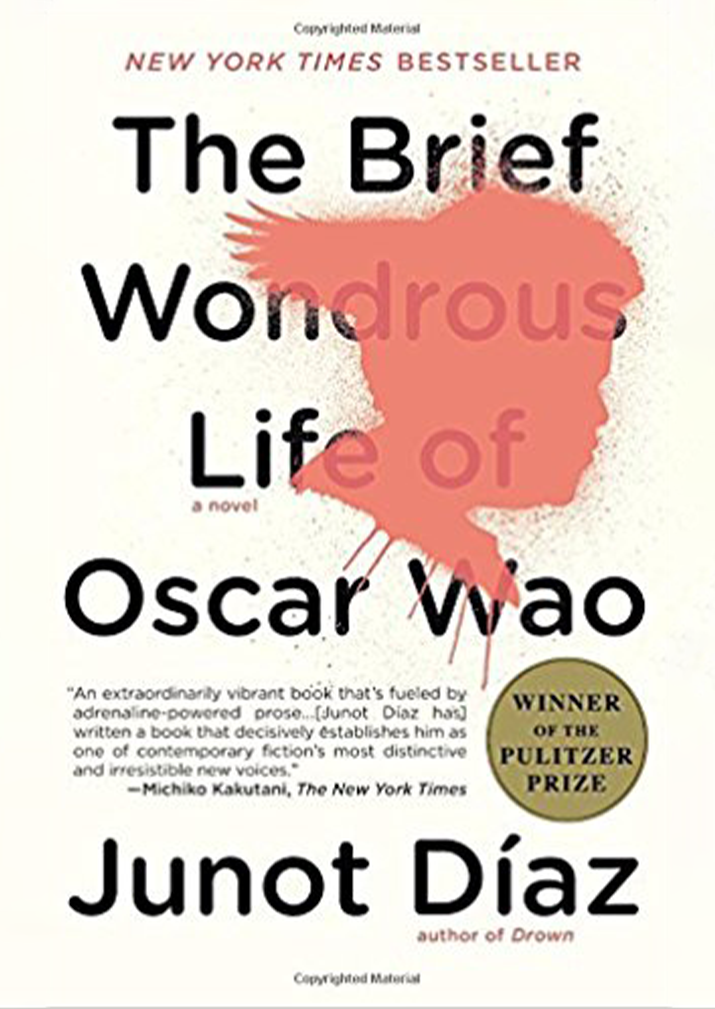 Copyrighted Material
NEW YORK TIMES BESTSELLER
The Brief
Wondrous
Life of
a novel
Oscar Wao
"An extraordinarily vibrant book that's fueled by
adrenaline-powered prose...[Junot Díaz has]
written a book that decisively establishes him as
one of contemporary fiction's most distinctive
and irresistible new voices."
—Michiko Kakutani, The New York Times
WINNER
OF THE
PULITZER
PRIZE
Junot Díaz
author of Drown
Copyrighted Material